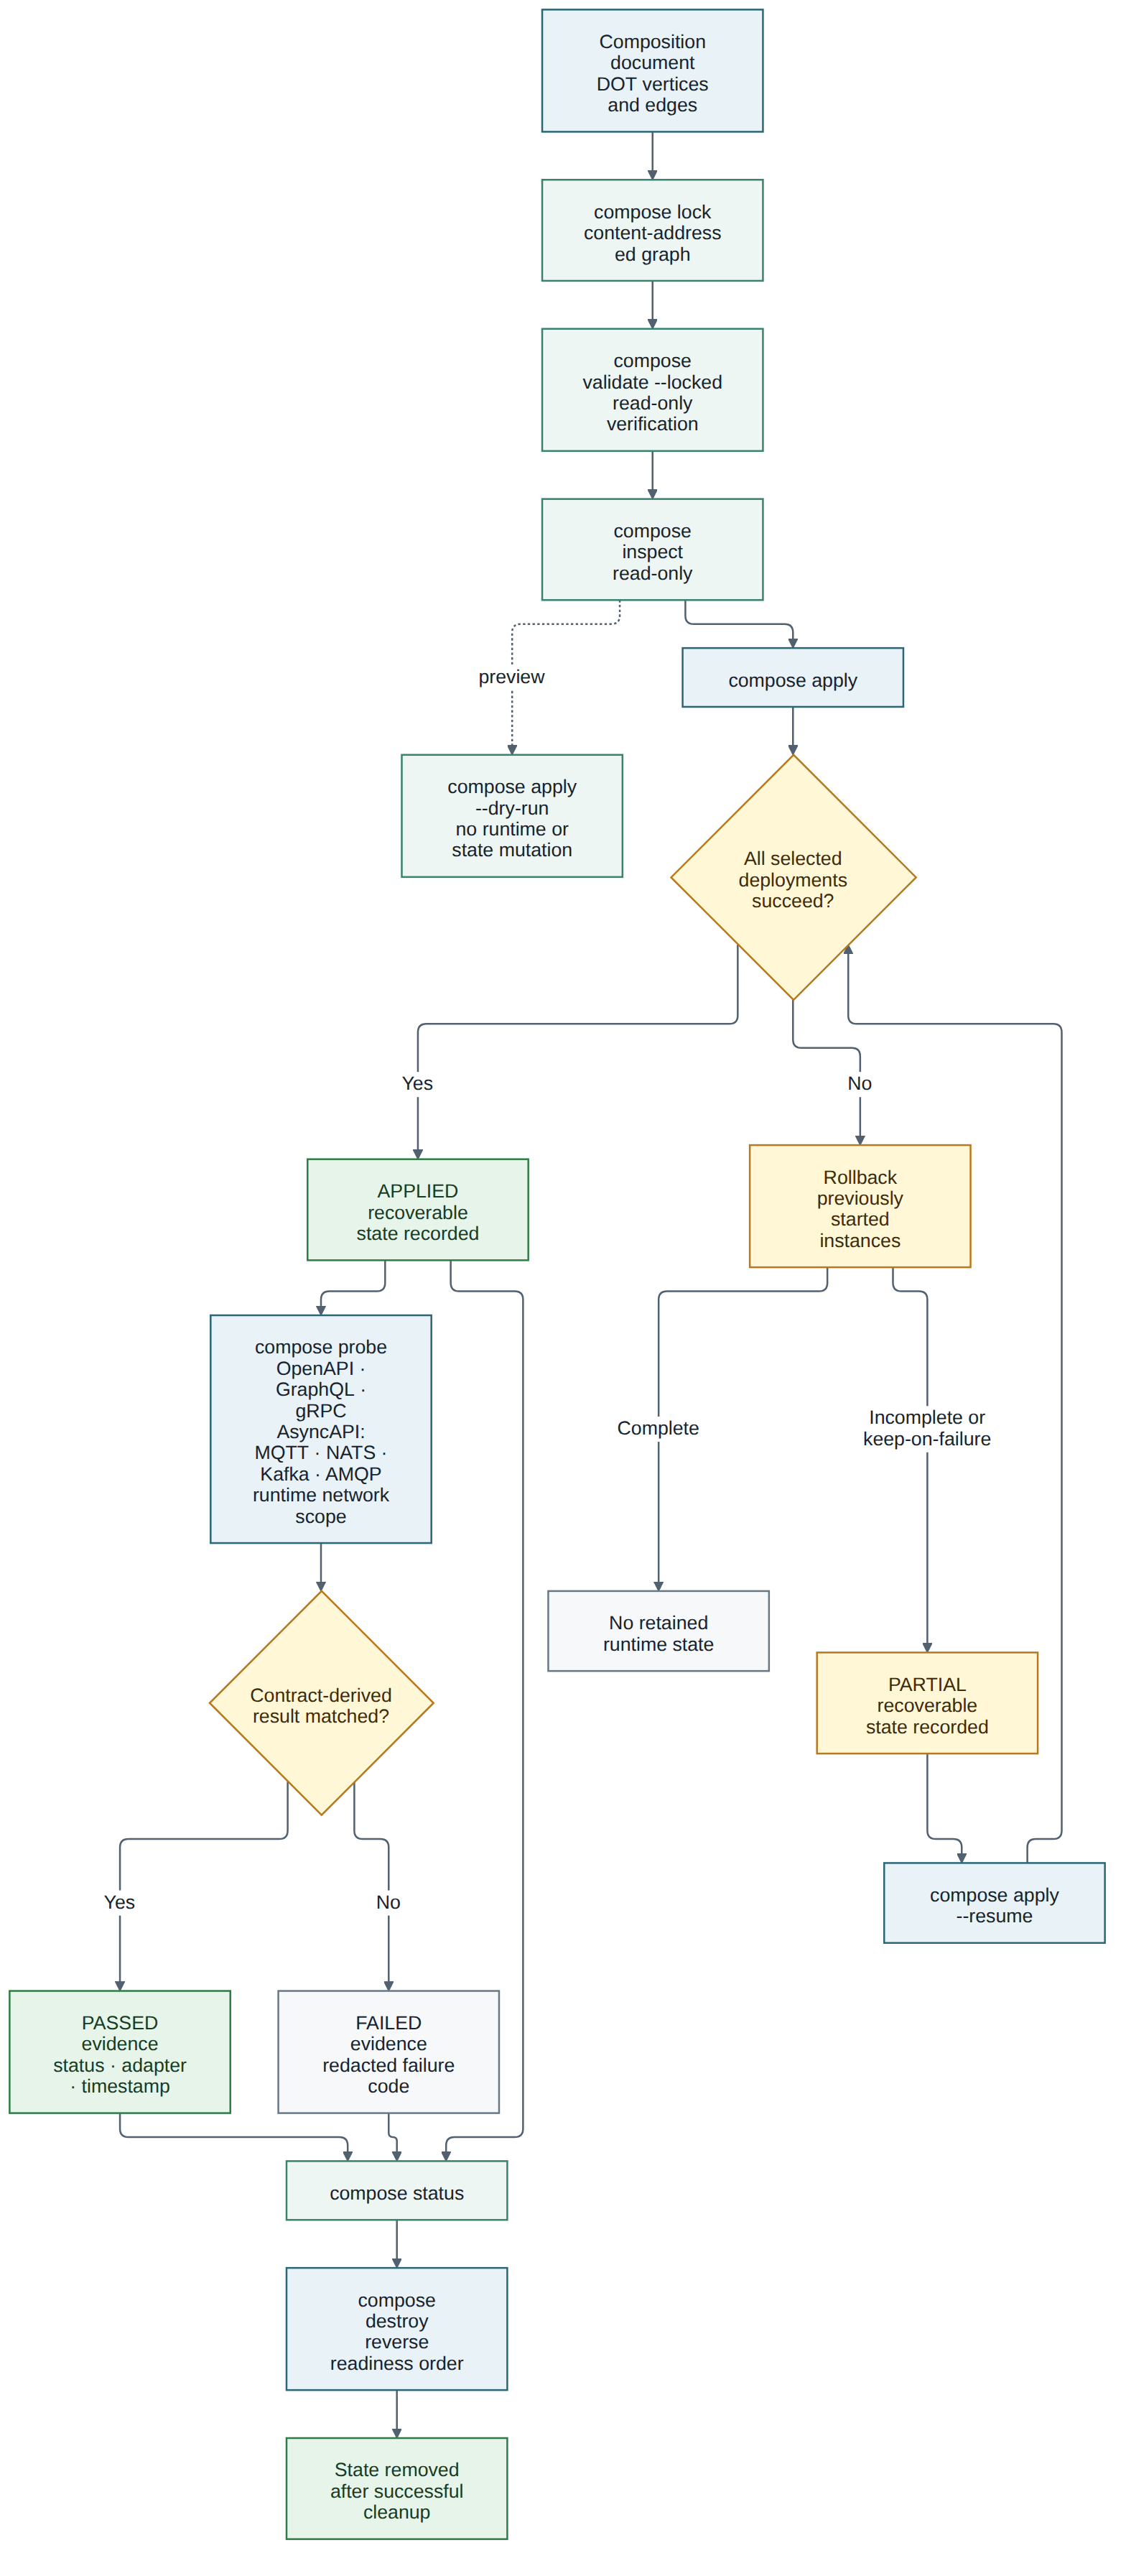 Composition
document
DOT vertices
and edges
compose lock
content-address
ed graph
compose
validate --locked
read-only
verification
compose
inspect
read-only
preview
compose apply
compose apply
--dry-run
no runtime or
state mutation
All selected
deployments
succeed?
Yes
No
APPLIED
recoverable
state recorded
Rollback
previously
started
instances
compose probe
OpenAPI ·
GraphQL ·
gRPC
AsyncAPI:
MQTT · NATS ·
Kafka · AMQP
runtime network
scope
Complete
Incomplete or
keep-on-failure
No retained
runtime state
Contract-derived
result matched?
PARTIAL
recoverable
state recorded
Yes
No
compose apply
--resume
PASSED
evidence
status · adapter
· timestamp
FAILED
evidence
redacted failure
code
compose status
compose
destroy
reverse
readiness order
State removed
after successful
cleanup